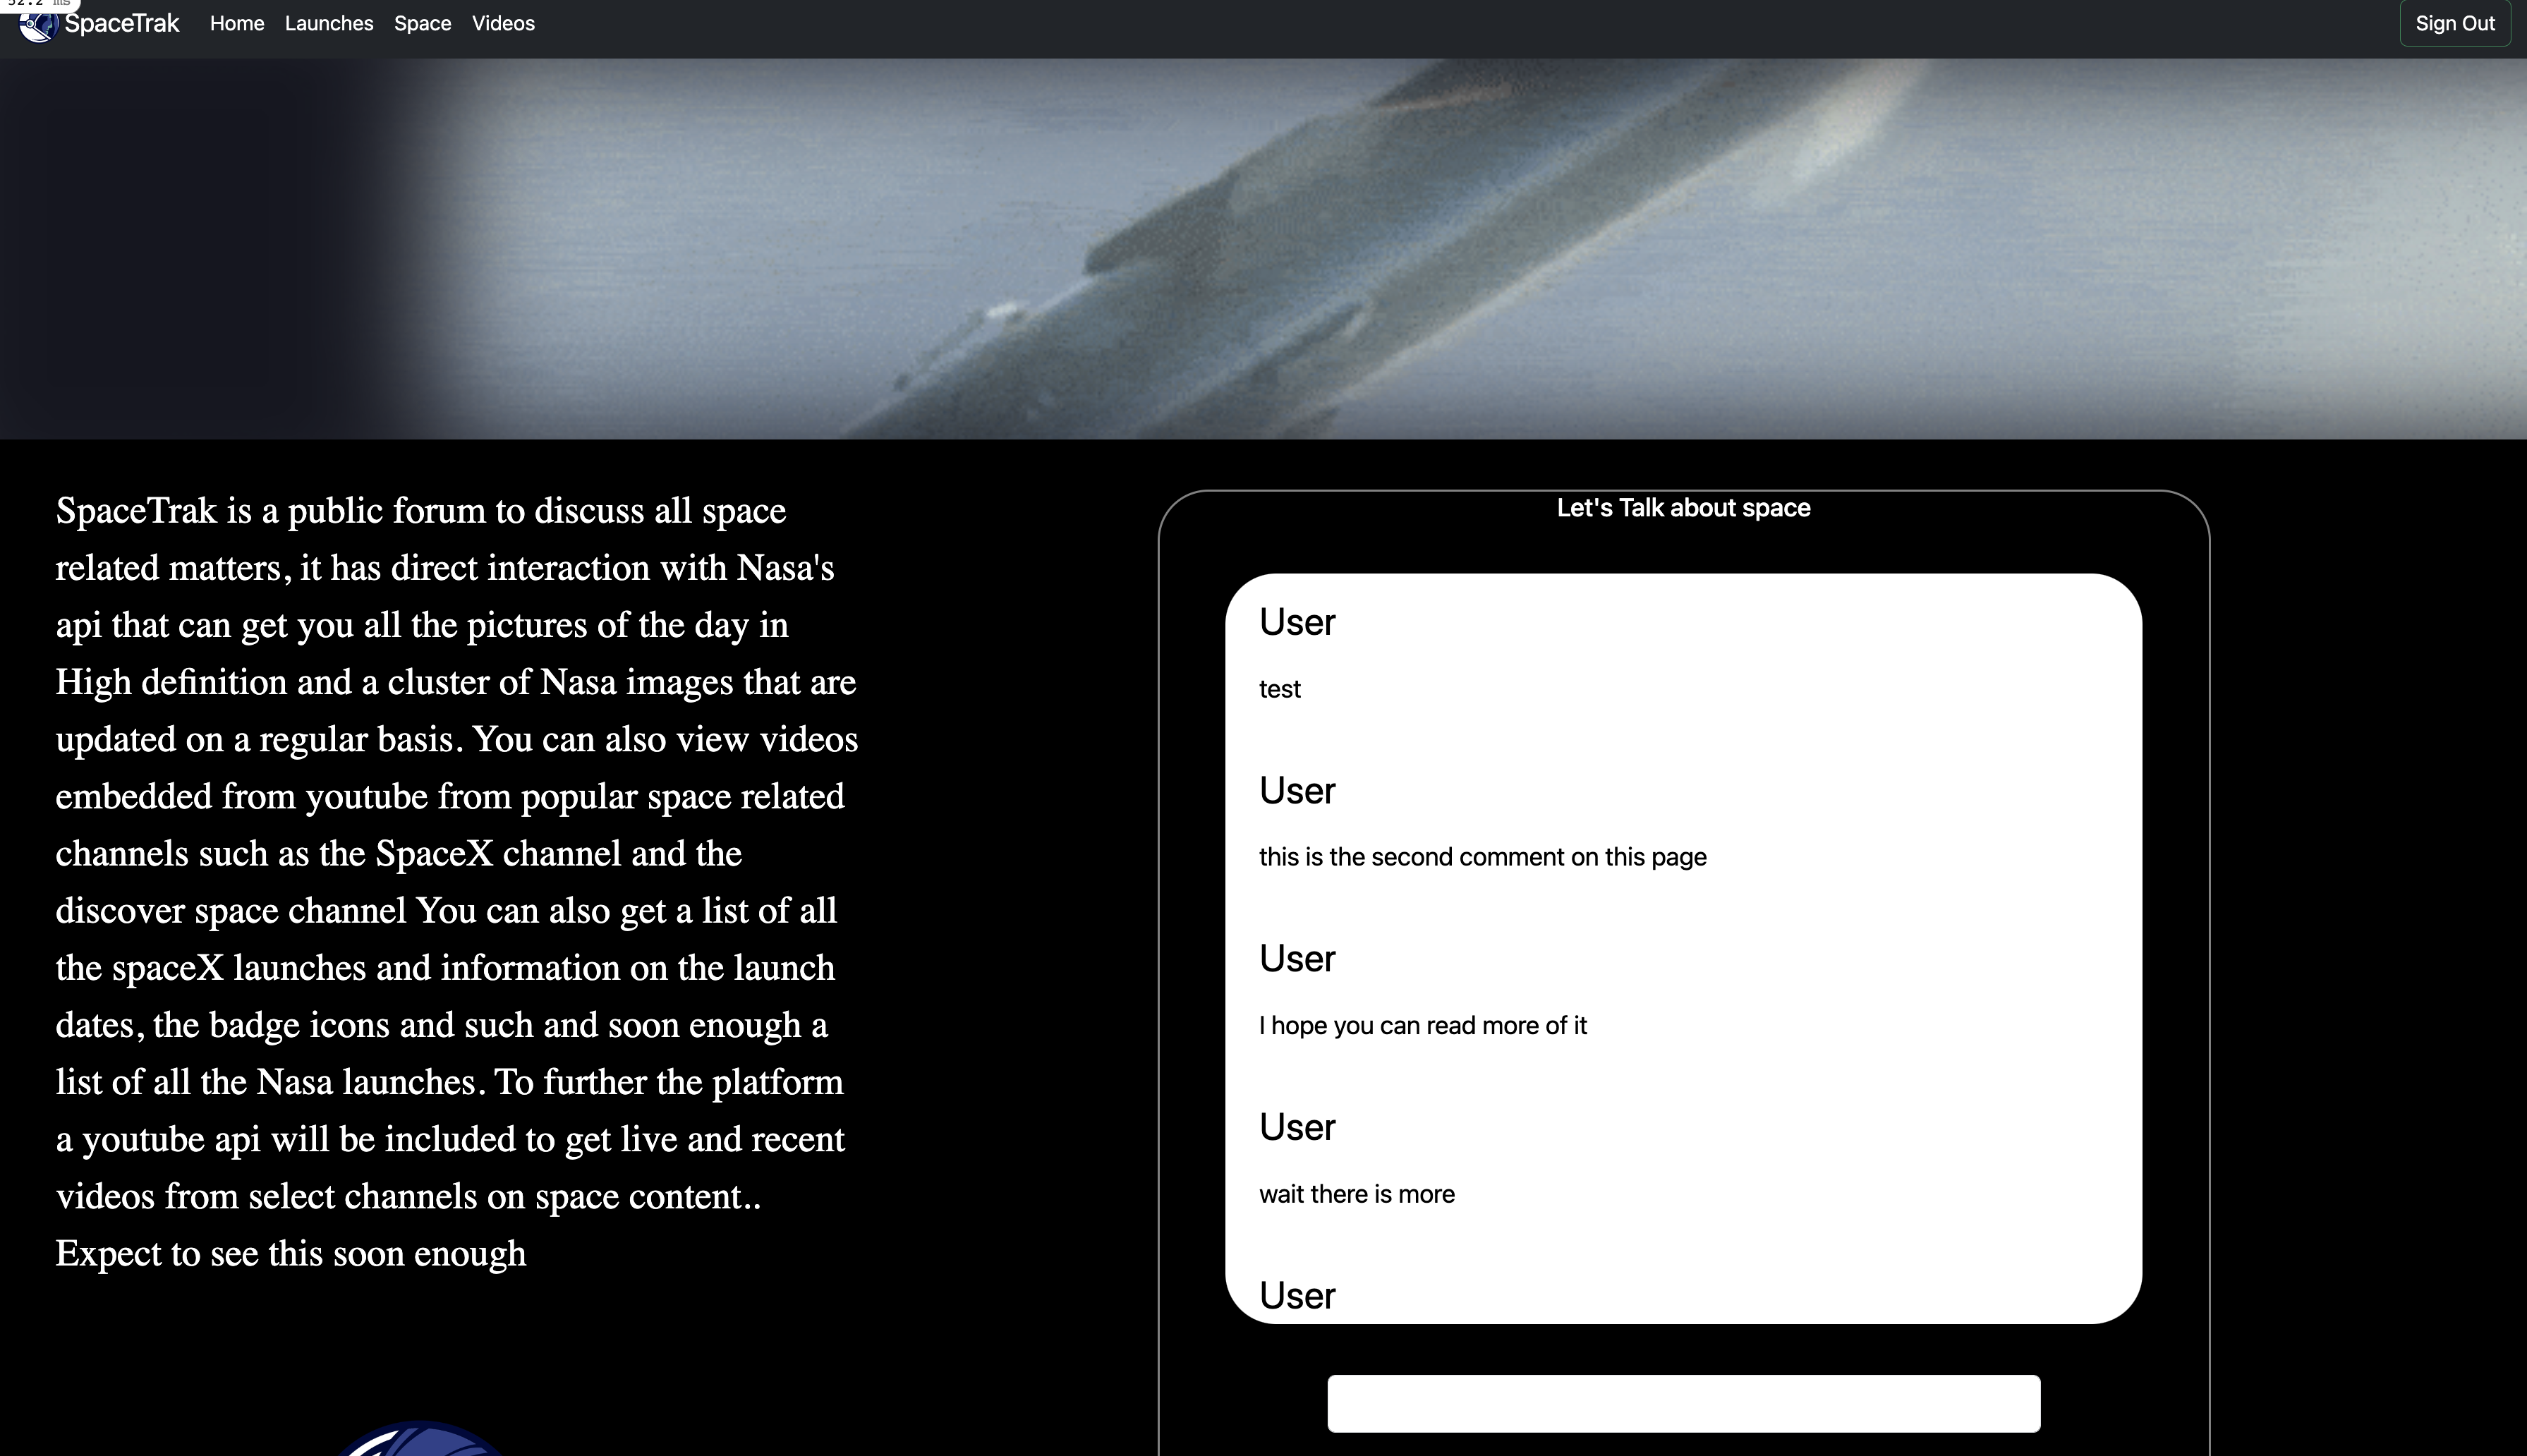 SpaceTrak Home Launches Space Videos Sign Out
SpaceTrak is a public forum to discuss all space
related matters, it has direct interaction with Nasa's
api that can get you all the pictures of the day in
High definition and a cluster of Nasa images that are
updated on a regular basis. You can also view videos
embedded from youtube from popular space related
channels such as the SpaceX channel and the
discover space channel You can also get a list of all
the spaceX launches and information on the launch
dates, the badge icons and such and soon enough a
list of all the Nasa launches. To further the platform
a youtube api will be included to get live and recent
videos from select channels on space content..
Expect to see this soon enough
Let's Talk about space
User
test
User
this is the second comment on this page
User
I hope you can read more of it
User
wait there is more
User